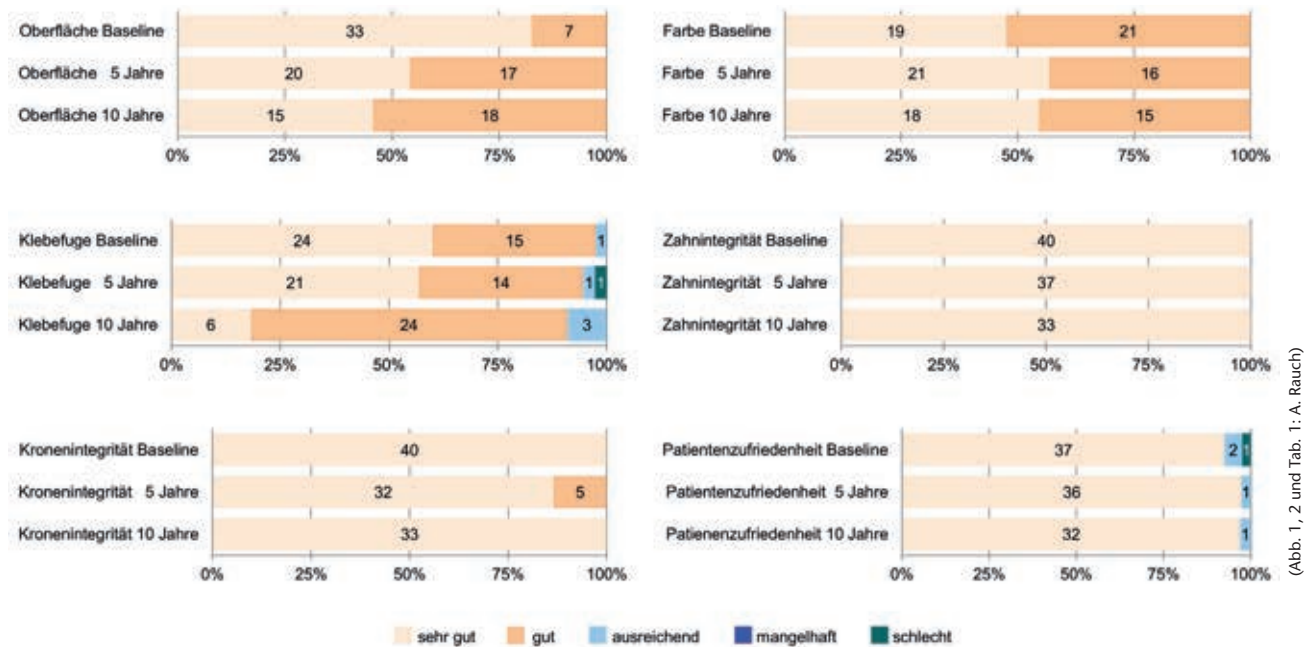 Oberfläche Baseline 33 7
Oberfläche 5 Jahre 20 17
Oberfläche 10 Jahre 15 18
0% 25% 50% 75% 100%
Farbe Baseline 19 21
Farbe 5 Jahre 21 16
Farbe 10 Jahre 18 15
0% 25% 50% 75% 100%
Klebefuge Baseline 24 15 1
Klebefuge 5 Jahre 21 14 1 1
Klebefuge 10 Jahre 6 24 3
0% 25% 50% 75% 100%
Zahnintegrität Baseline 40
Zahnintegrität 5 Jahre 37
Zahnintegrität 10 Jahre 33
0% 25% 50% 75% 100%
Kronenintegrität Baseline 40
Kronenintegrität 5 Jahre 32 5
Kronenintegrität 10 Jahre 33
0% 25% 50% 75% 100%
Patientenzufriedenheit Baseline 37 2 1
Patientenzufriedenheit 5 Jahre 36 1
Patienenzufriedenheit 10 Jahre 32 1
0% 25% 50% 75% 100%
sehr gut gut ausreichend mangelhaft schlecht
(Abb. 1, 2 und Tab. 1: A. Rauch)